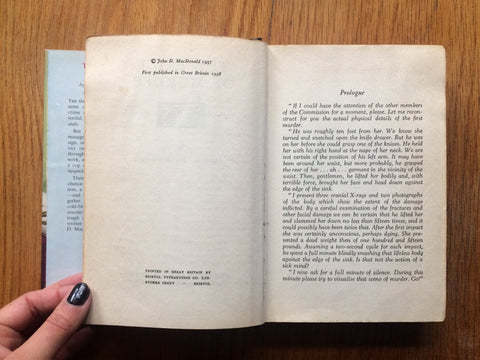 © John D. MacDonald 1957
First published in Great Britain 1958
PRINTED IN GREAT BRITAIN BY
BRISTOL TYPESETTING CO. LTD.
STOKES CROFT - BRISTOL
Prologue
" If I could have the attention of the other members
of the Commission for a moment, please. Let me recon-
struct for you the actual physical details of the first
murder.
" He was roughly ten feet from her. We know she
turned and snatched open the knife drawer. But he was
on her before she could grasp one of the knives. He held
her with his right hand at the nape of her neck. We are
not certain of the position of his left arm. It may have
been around her waist, but more probably, he grasped
the rear of her . . . ah . . . garment in the vicinity of the
waist. Then, gentlemen, he lifted her bodily and, with
terrible force, brought her face and head down against
the edge of the sink.
" I present three cranial X-rays and two photographs
of the body which show the extent of the damage
inflicted. By a careful examination of the fractures and
other facial damage we can be certain that he lifted her
and slammed her down no less than fifteen times, and it
could possibly have been twice that. After the first impact
she was certainly unconscious, perhaps dying. She pre-
sented a dead weight then of one hundred and fifteen
pounds. Assuming a two-second cycle for each impact,
he spent a full minute blindly smashing that lifeless body
against the edge of the sink. Is that not the action of a
sick mind?
" I now ask for a full minute of silence. During this
minute please try to visualise that scene of murder. Go! "